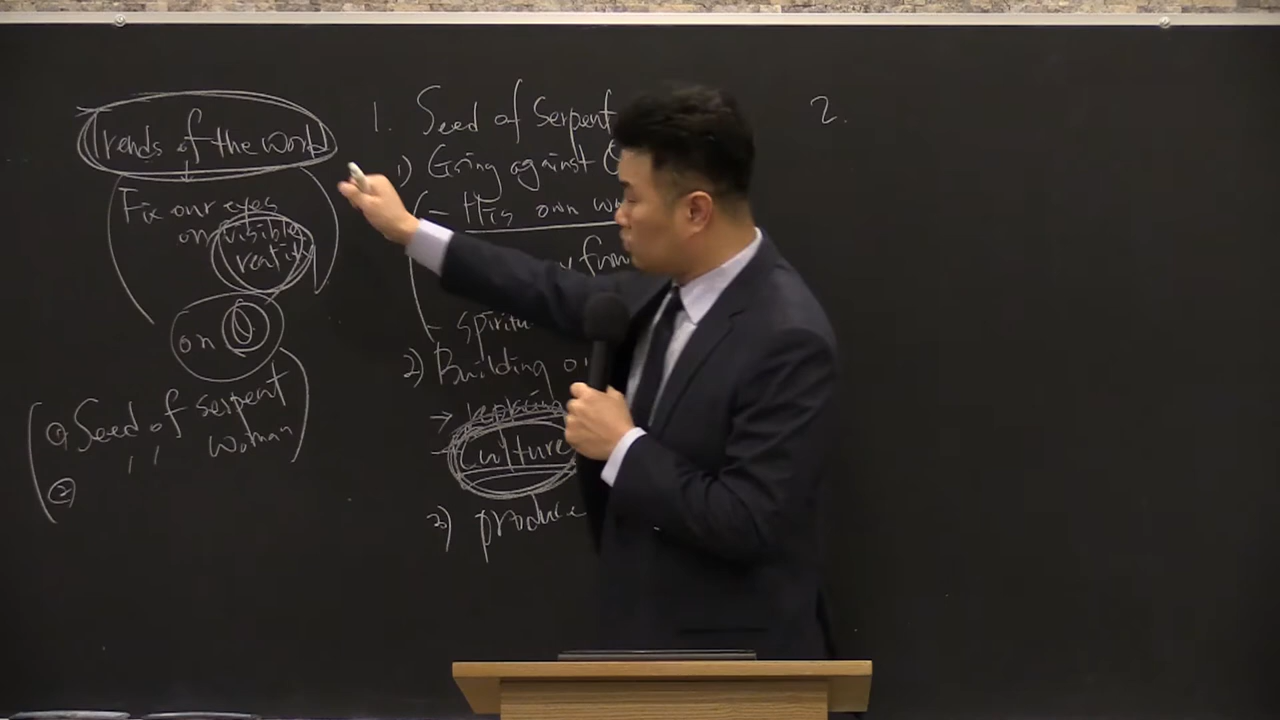 Trends of the world
Fix our eyes
on visible
reality
on
① Seed of serpent
② 〃 woman
1. Seed of Serpent
1) Going against
- His own
- spiritu
2) Building
→ replacing
Culture
3) produce
2.